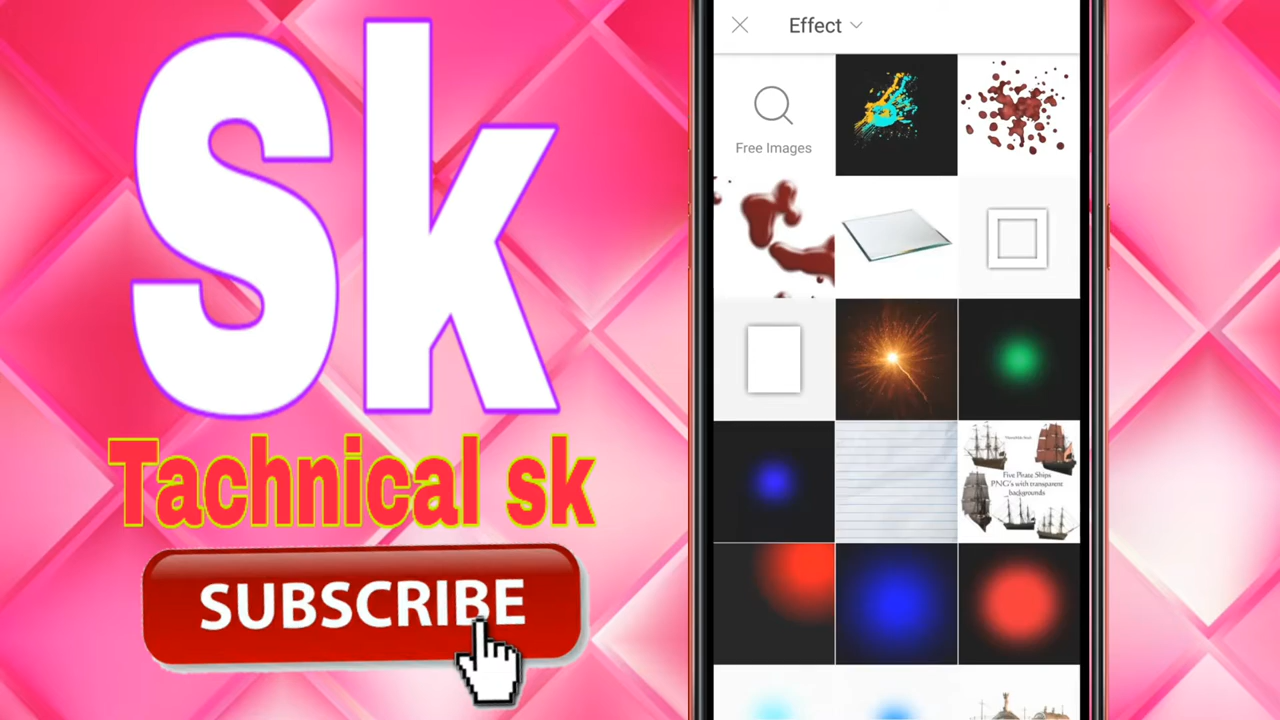 Sk
Tachnical sk
SUBSCRIBE
Effect
Free Images
Five Pirate Ships
PNG's with transparent
backgrounds